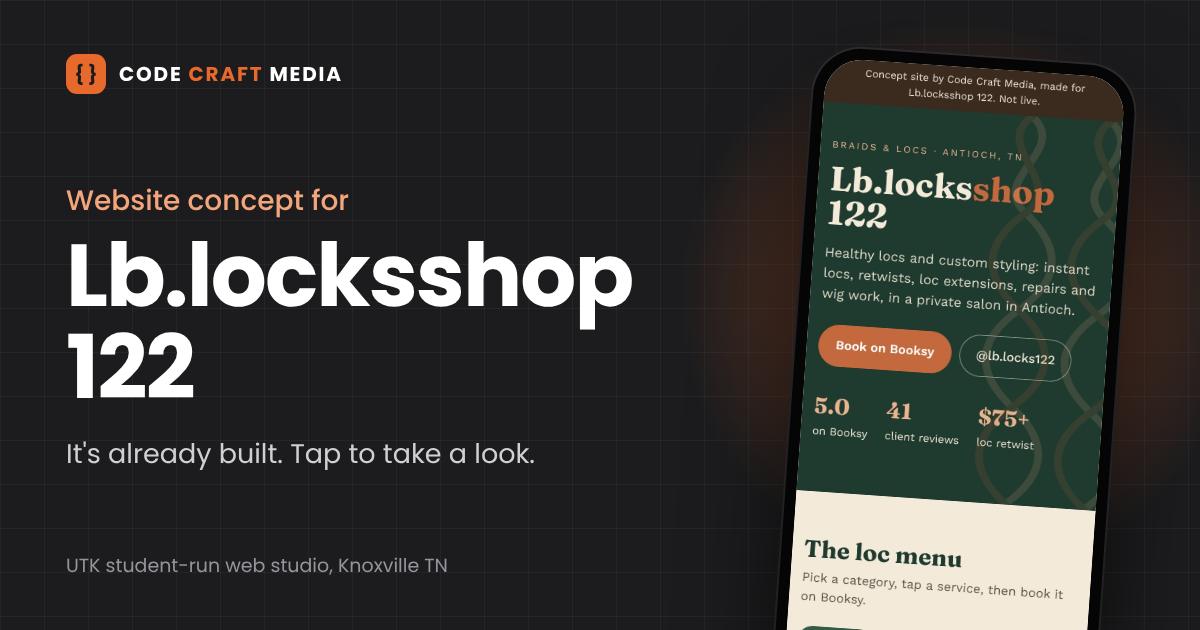 { } CODE CRAFT MEDIA
Website concept for
Lb.locksshop
122
It's already built. Tap to take a look.
UTK student-run web studio, Knoxville TN
Concept site by Code Craft Media, made for
Lb.locksshop 122. Not live.
BRAIDS & LOCS · ANTIOCH, TN
Lb.locksshop
122
Healthy locs and custom styling: instant
locs, retwists, loc extensions, repairs and
wig work, in a private salon in Antioch.
Book on Booksy
@lb.locks122
5.0
on Booksy
41
client reviews
$75+
loc retwist
The loc menu
Pick a category, tap a service, then book it
on Booksy.